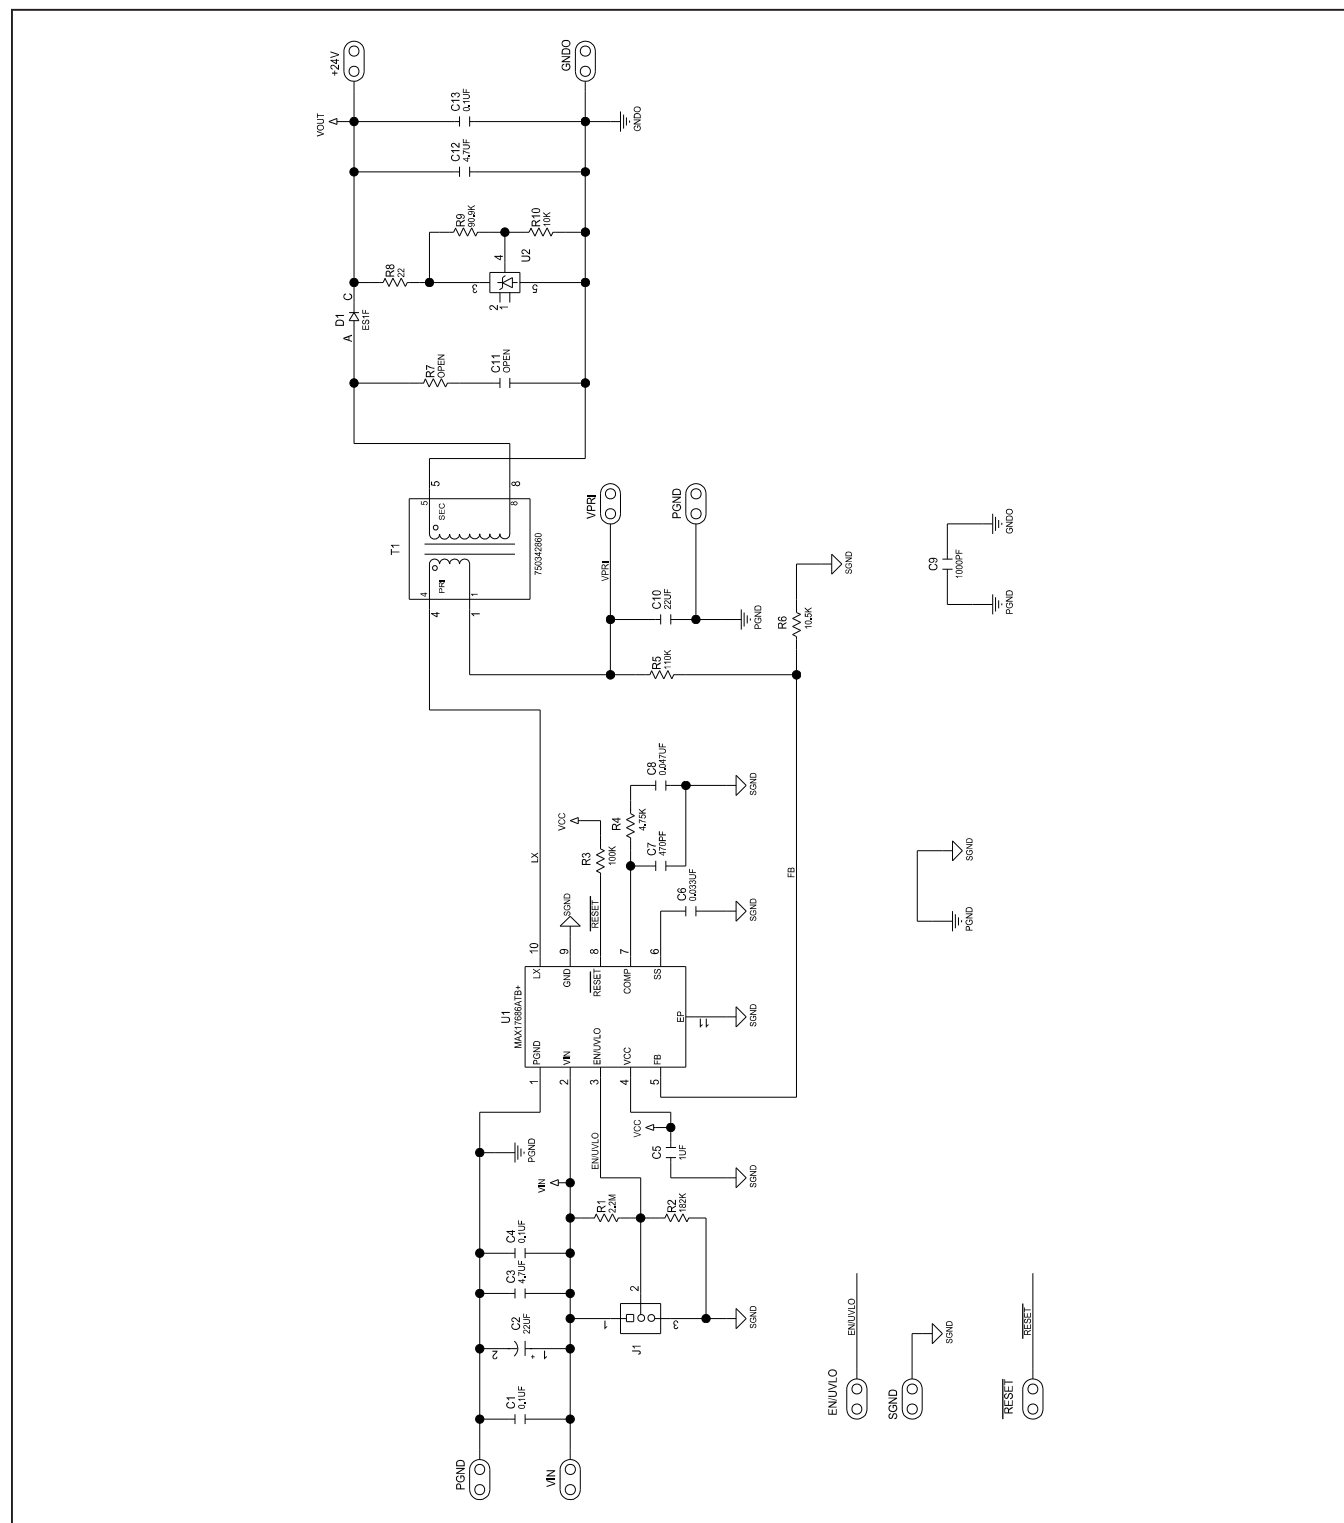 +24V
GNDO
VOUT
C13
0.1UF
GNDO
C12
4.7UF
R9
90.9K
R10
10K
4
U2
R8
22
3
5
2
1
C
D1
ES1F
A
R7
OPEN
C11
OPEN
5
8
5
8
SEC
T1
PRI
750342860
4
1
4
1
VPRI
PGND
VPRI
C10
22UF
PGND
R5
110K
R6
10.5K
SGND
C9
1000PF
GNDO
PGND
LX
VCC
R3
100K
R4
4.75K
C8
0.047UF
SGND
C7
470PF
C6
0.033UF
SGND
FB
SGND
PGND
SGND
RESET
10
9
8
7
6
LX
GND
RESET
COMP
SS
U1
MAX17686ATB+
EP
11
SGND
PGND
VIN
EN/UVLO
VCC
FB
1
2
3
4
5
PGND
VIN
EN/UVLO
VCC
C5
1UF
SGND
R1
2.2M
R2
182K
C4
0.1UF
C3
4.7UF
C2
22UF
2
1
+
C1
0.1UF
1
2
3
J1
SGND
PGND
VIN
EN/UVLO
EN/UVLO
SGND
SGND
RESET
RESET